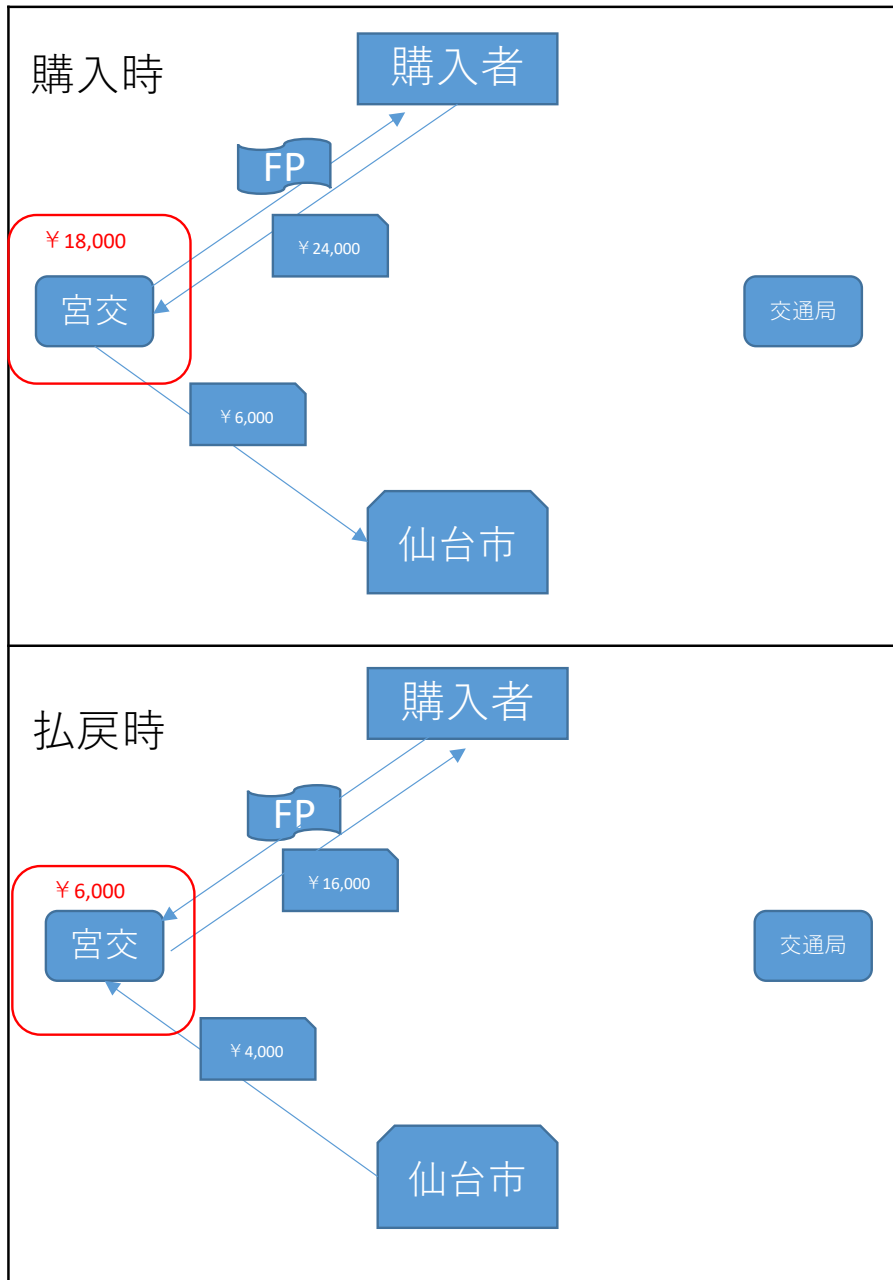 購入時
購入者
FP
￥24,000
￥18,000
宮交
交通局
￥6,000
仙台市
払戻時
購入者
FP
￥16,000
￥6,000
宮交
交通局
￥4,000
仙台市